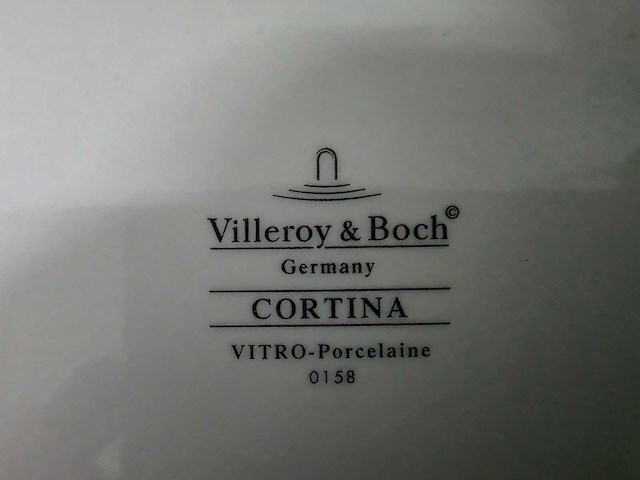 Villeroy & Boch©
Germany
CORTINA
VITRO-Porcelaine
0158